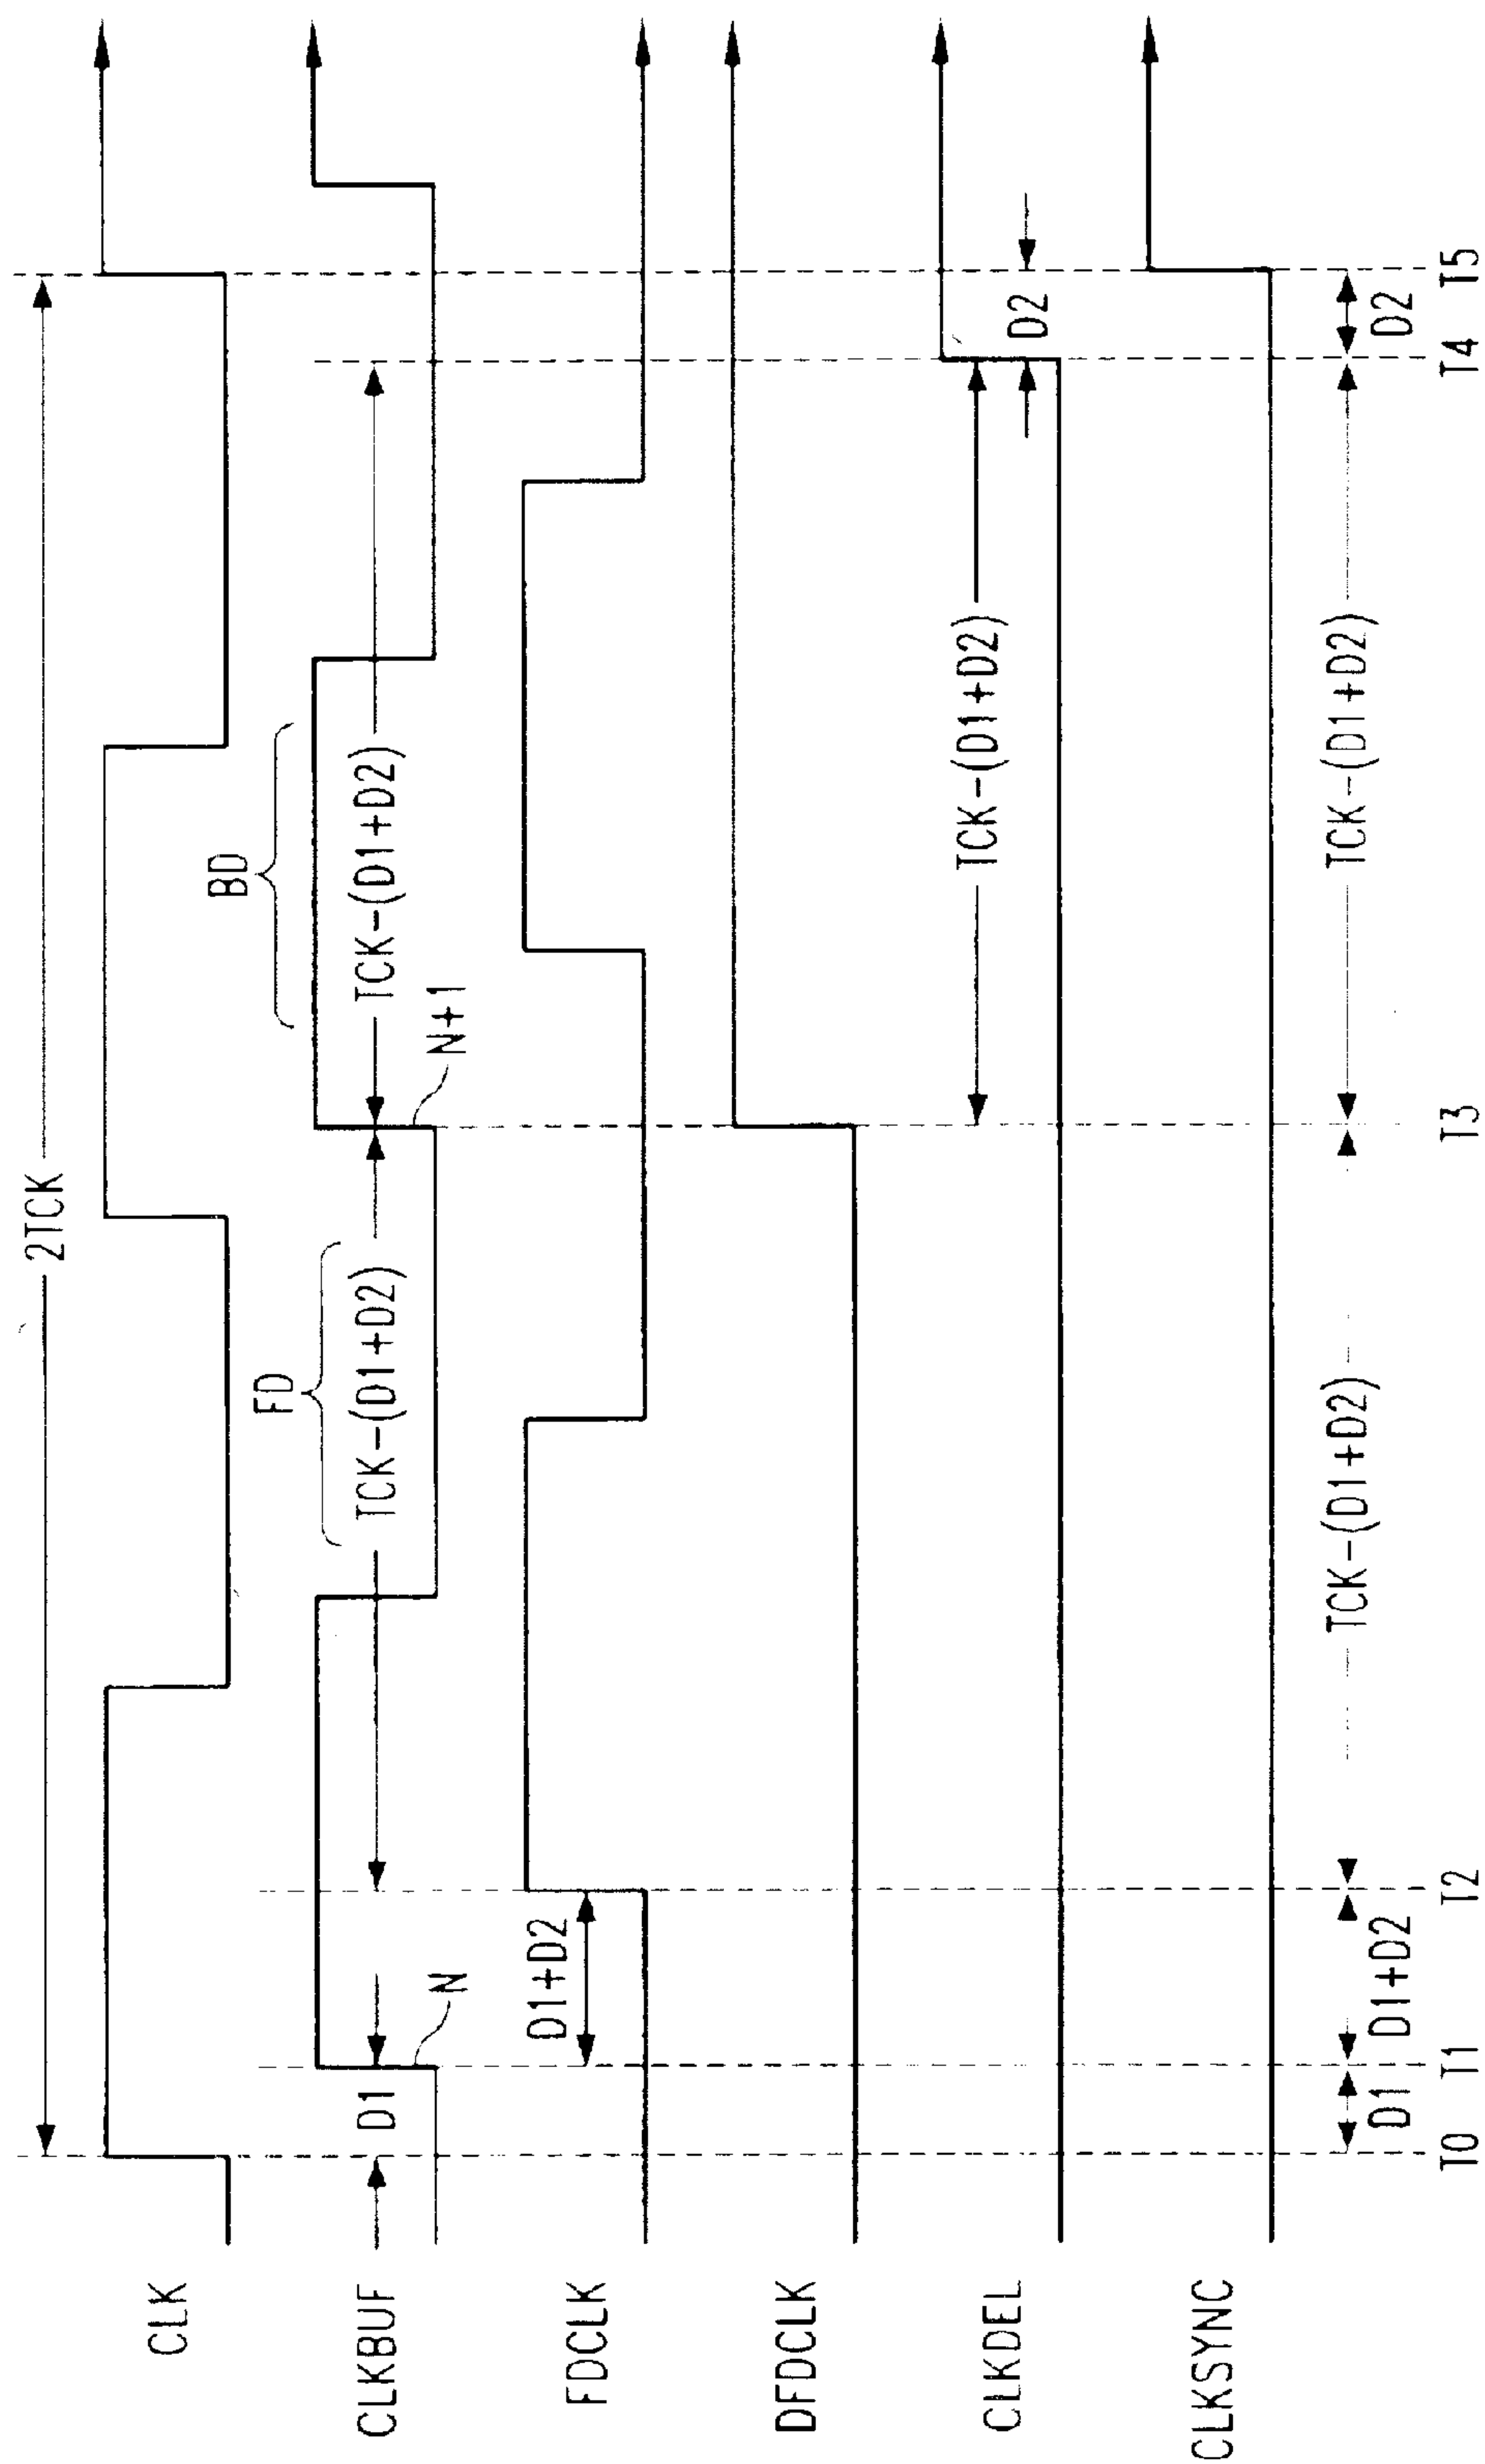 2TCK
CLK
BD
FD
CLKBUF
D1
TCK-(D1+D2)
TCK-(D1+D2)
N
N+1
FDCLK
D1+D2
DFDCLK
CLKDEL
TCK-(D1+D2)
D2
CLKSYNC
D1
D1+D2
TCK-(D1+D2)
TCK-(D1+D2)
D2
T0
T1
T2
T3
T4
T5